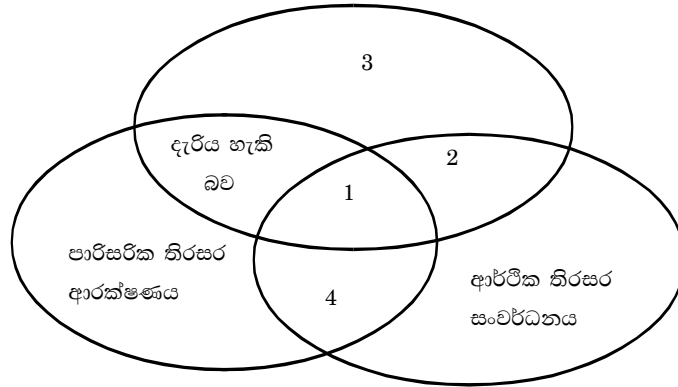 3
දැරිය හැකි
බව
2
1
පාරිසරික තිරසර
ආරක්ෂණය
4
ආර්ථික තිරසර
සංවර්ධනය